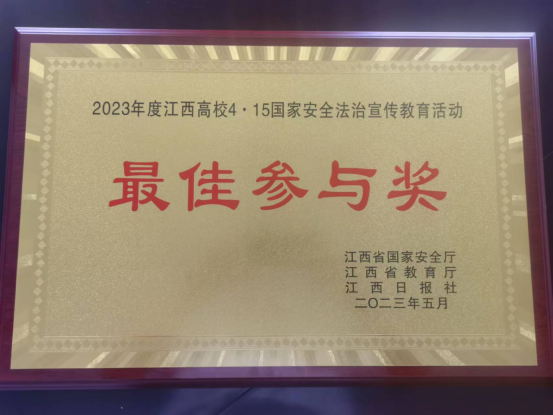 2023年度江西高校4·15国家安全法治宣传教育活动
最佳参与奖
江西省国家安全厅
江西省教育厅
江西日报社
二〇二三年五月